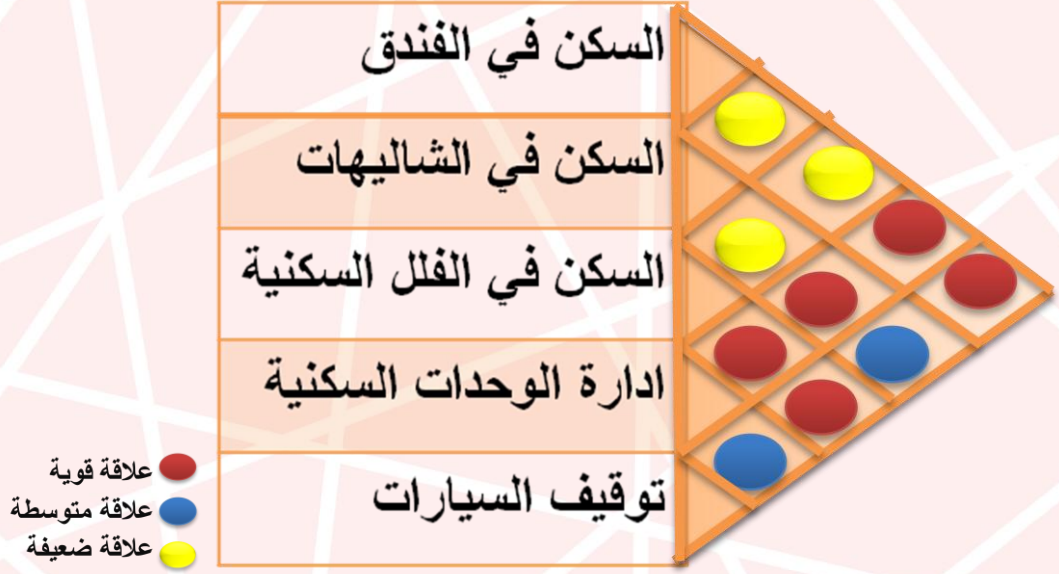 السكن في الفندق
السكن في الشاليهات
السكن في الفلل السكنية
ادارة الوحدات السكنية
توقيف السيارات
علاقة قوية
علاقة متوسطة
علاقة ضعيفة